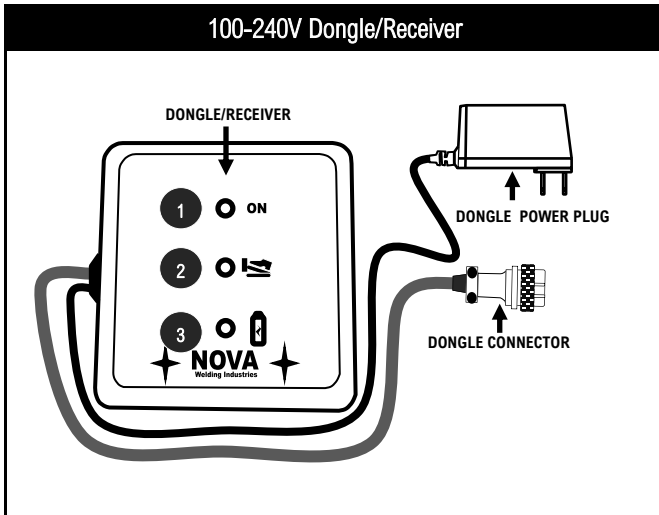 100-240V Dongle/Receiver
DONGLE/RECEIVER
1 ON
DONGLE POWER PLUG
2
DONGLE CONNECTOR
3
NOVA
Welding Industries